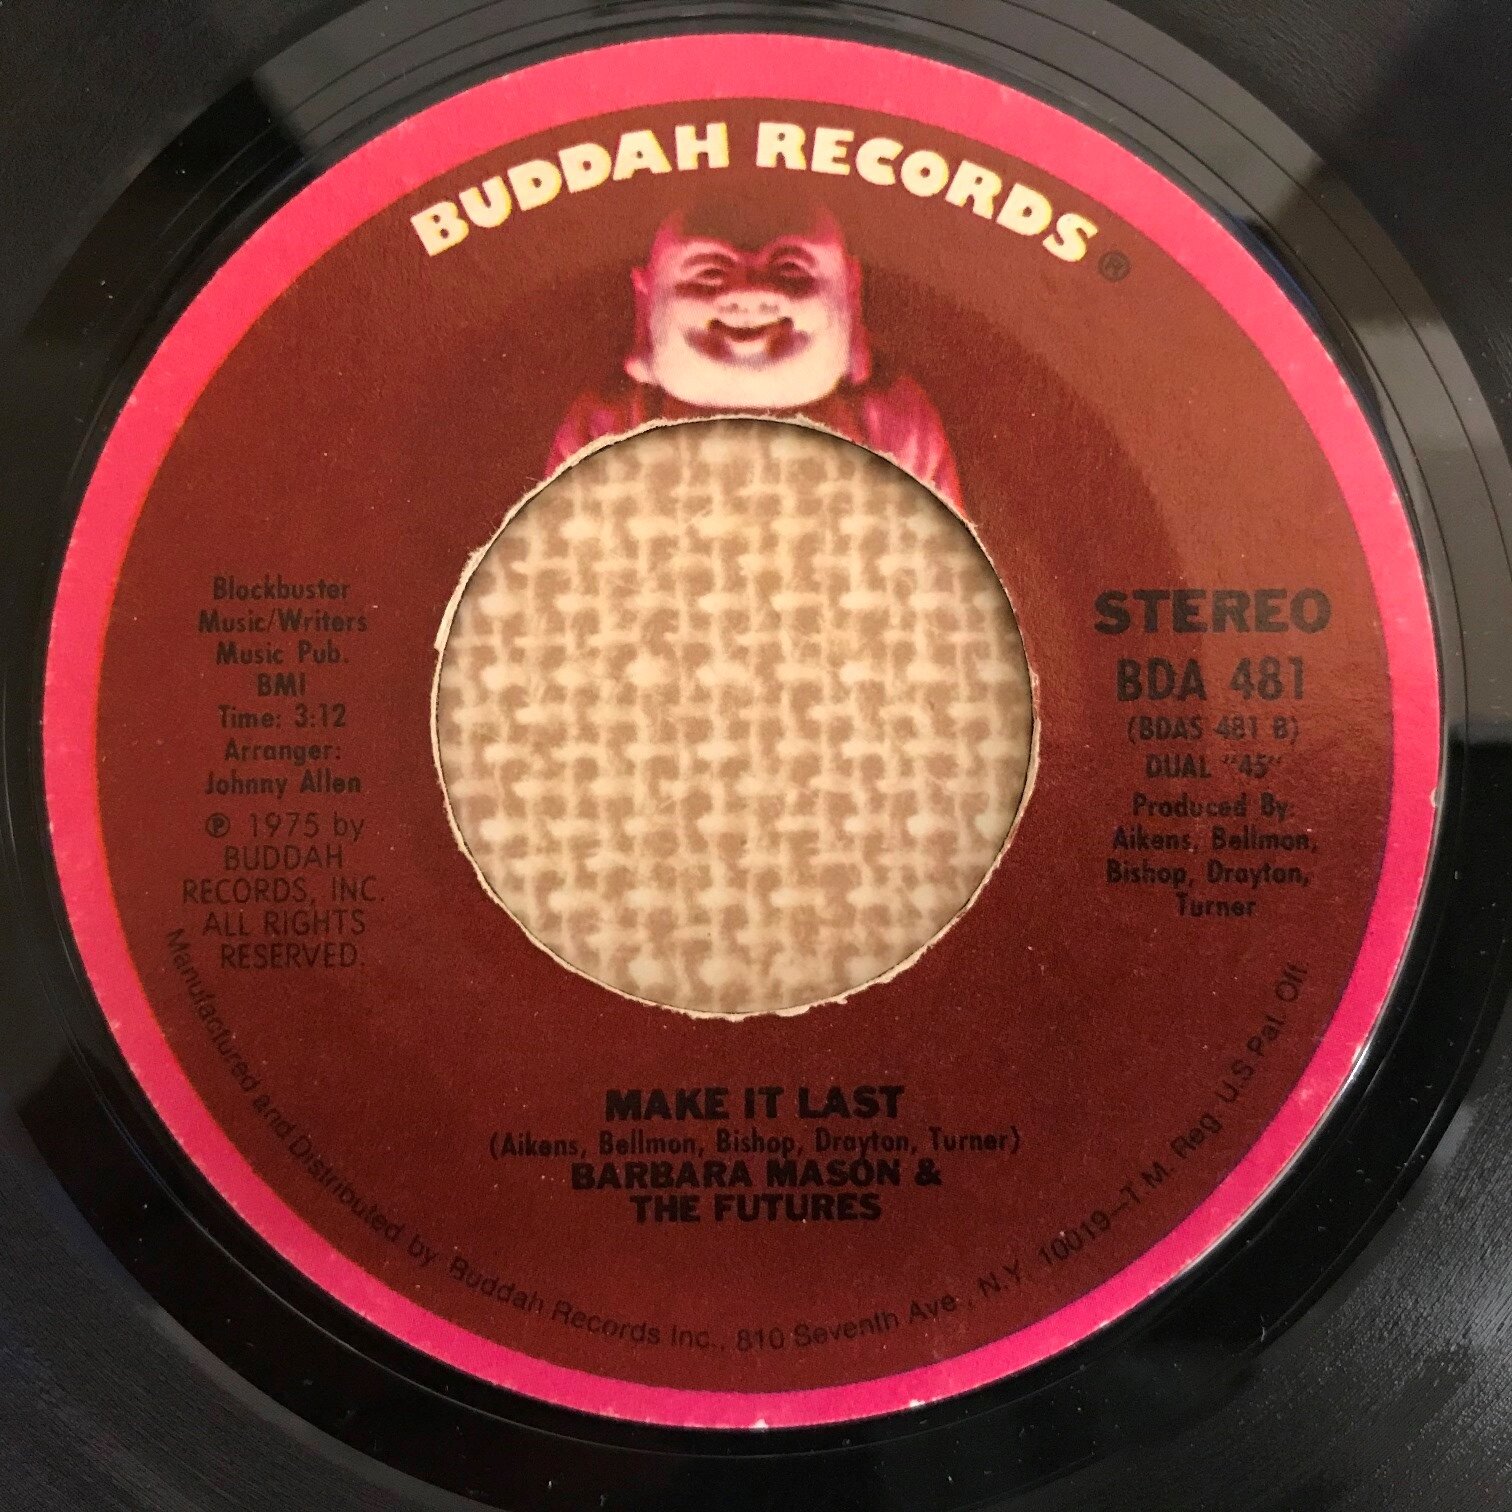 BUDDAH RECORDS ®
Blockbuster
Music/Writers
Music Pub.
BMI
Time: 3:12
Arranger:
Johnny Allen
℗ 1975 by
BUDDAH
RECORDS, INC.
ALL RIGHTS
RESERVED.
STEREO
BDA 481
(BDAS 481 B)
DUAL "45"
Produced By:
Aikens, Bellmon,
Bishop, Drayton,
Turner
MAKE IT LAST
(Aikens, Bellmon, Bishop, Drayton, Turner)
BARBARA MASON &
THE FUTURES
Manufactured and Distributed by Buddah Records Inc., 810 Seventh Ave., N.Y. 10019—T.M. Reg U.S Pat. Off